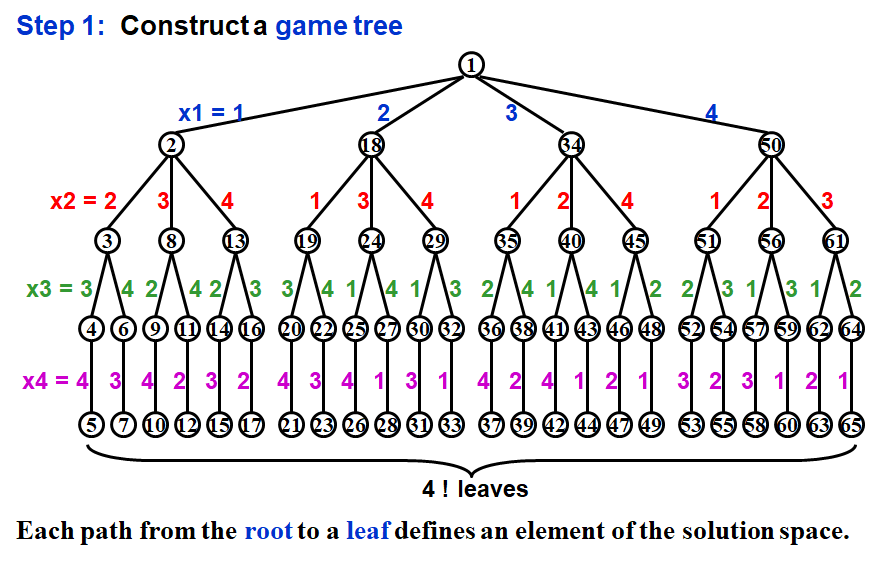 Step 1: Construct a game tree
1
x1 = 1 2 3 4
2 18 34 50
x2 = 2 3 4 1 3 4 1 2 4 1 2 3
3 8 13 19 24 29 35 40 45 51 56 61
x3 = 3 4 2 4 2 3 3 4 1 4 1 3 2 4 1 4 1 2 2 3 1 3 1 2
4 6 9 11 14 16 20 22 25 27 30 32 36 38 41 43 46 48 52 54 57 59 62 64
x4 = 4 3 4 2 3 2 4 3 4 1 3 1 4 2 4 1 2 1 3 2 3 1 2 1
5 7 10 12 15 17 21 23 26 28 31 33 37 39 42 44 47 49 53 55 58 60 63 65
4 ! leaves
Each path from the root to a leaf defines an element of the solution space.